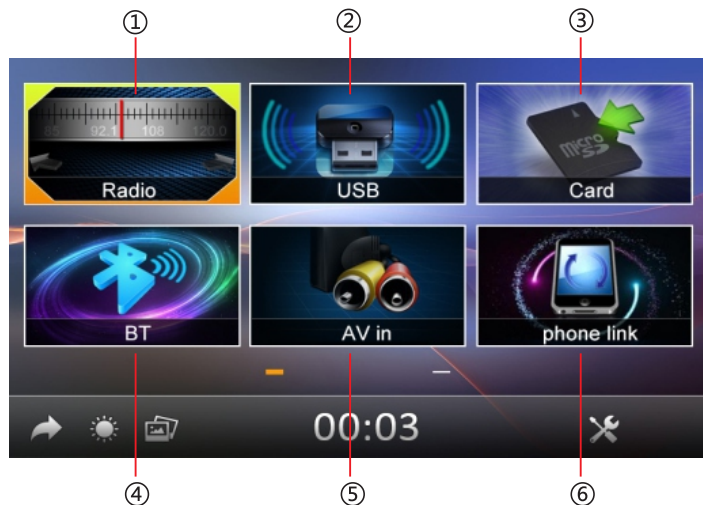 ① ② ③
85 92.1 108 120.0
Micro
SD
Radio USB Card
BT AV in phone link
00:03
④ ⑤ ⑥